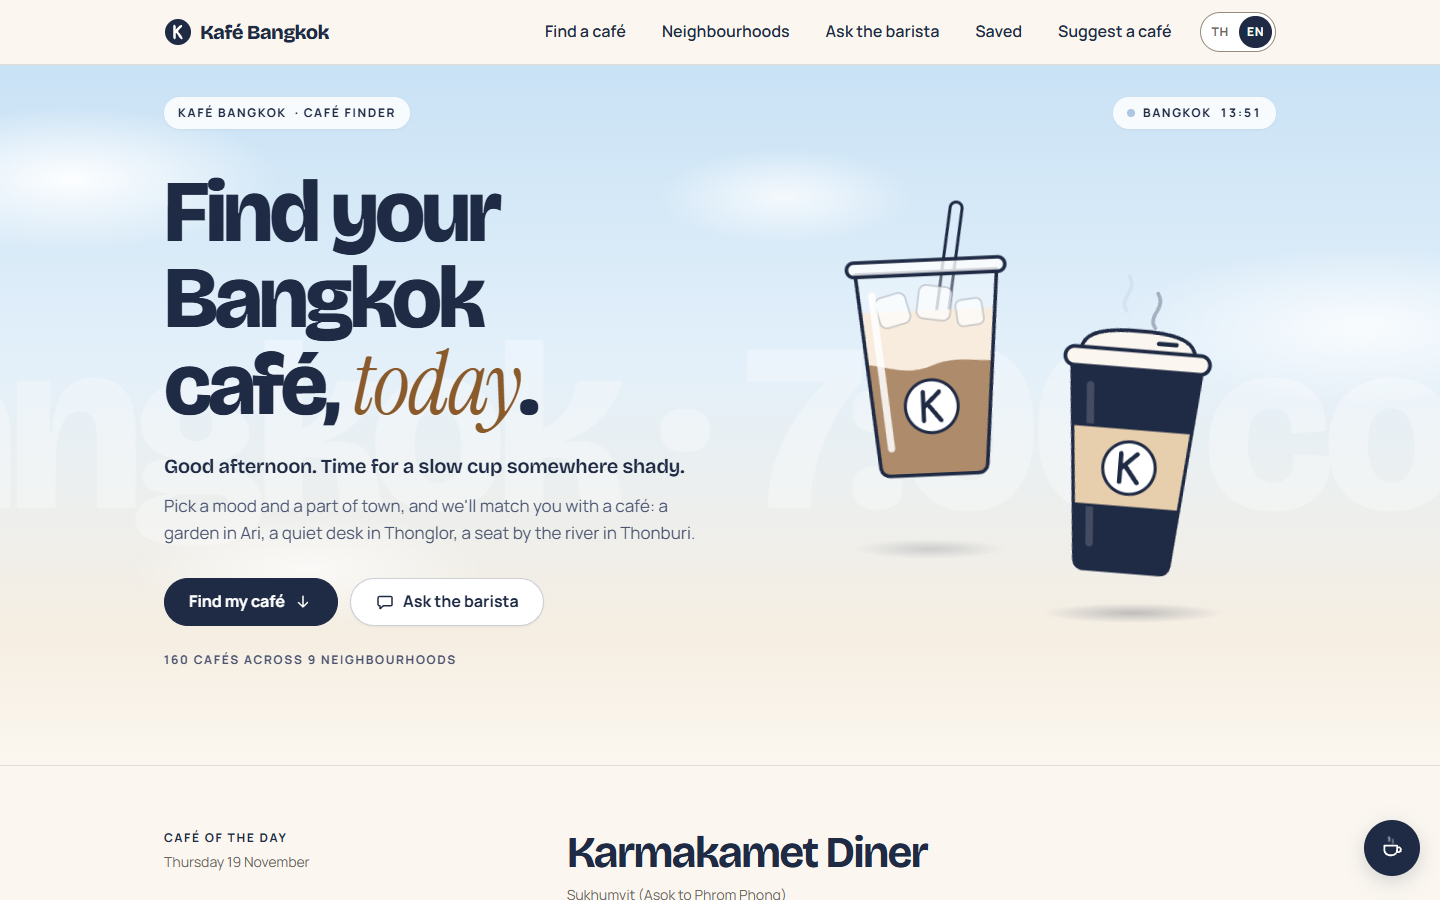 K Kafé Bangkok
Find a café
Neighbourhoods
Ask the barista
Saved
Suggest a café
TH EN
KAFÉ BANGKOK · CAFÉ FINDER
BANGKOK 13:51
Find your
Bangkok
café, today.
angkok · 7:00 co
Good afternoon. Time for a slow cup somewhere shady.
Pick a mood and a part of town, and we'll match you with a café: a
garden in Ari, a quiet desk in Thonglor, a seat by the river in Thonburi.
Find my café ↓
Ask the barista
160 CAFÉS ACROSS 9 NEIGHBOURHOODS
K
K
CAFÉ OF THE DAY
Thursday 19 November
Karmakamet Diner
Sukhumvit (Asok to Phrom Phong)